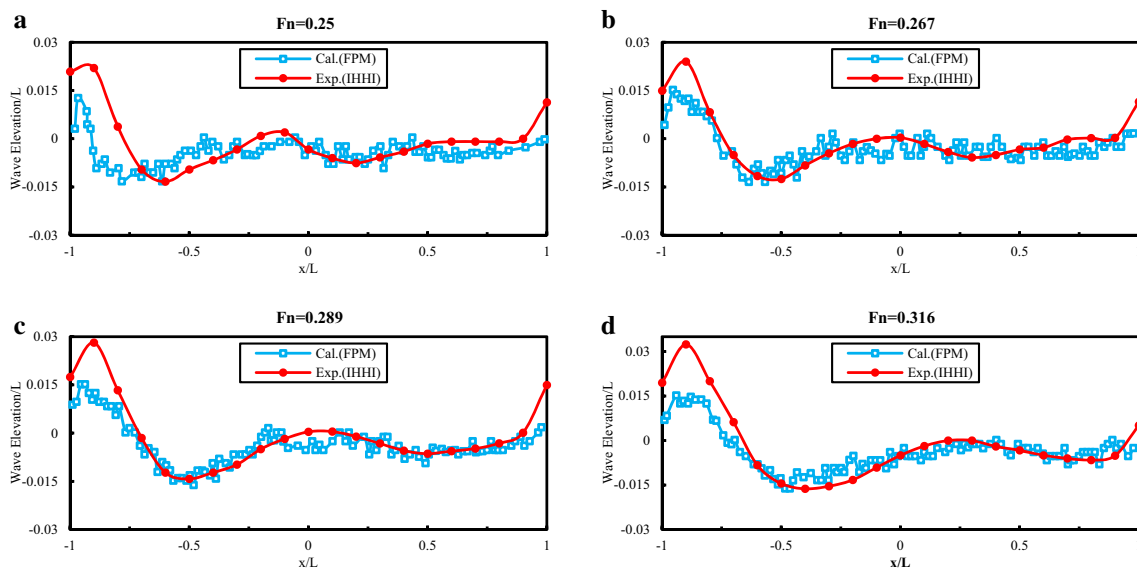 a
Fn=0.25
0.03
0.015
0
-0.015
-0.03
Wave Elevation/L
Cal.(FPM)
Exp.(IHHI)
-1 -0.5 0 0.5 1
x/L
b
Fn=0.267
0.03
0.015
0
-0.015
-0.03
Wave Elevation/L
Cal.(FPM)
Exp.(IHHI)
-1 -0.5 0 0.5
x/L
c
Fn=0.289
0.03
0.015
0
-0.015
-0.03
Wave Elevation/L
Cal.(FPM)
Exp.(IHHI)
-1 -0.5 0 0.5 1
x/L
d
Fn=0.316
0.03
0.015
0
-0.015
-0.03
Wave Elevation/L
Cal.(FPM)
Exp.(IHHI)
-1 -0.5 0 0.5
x/L